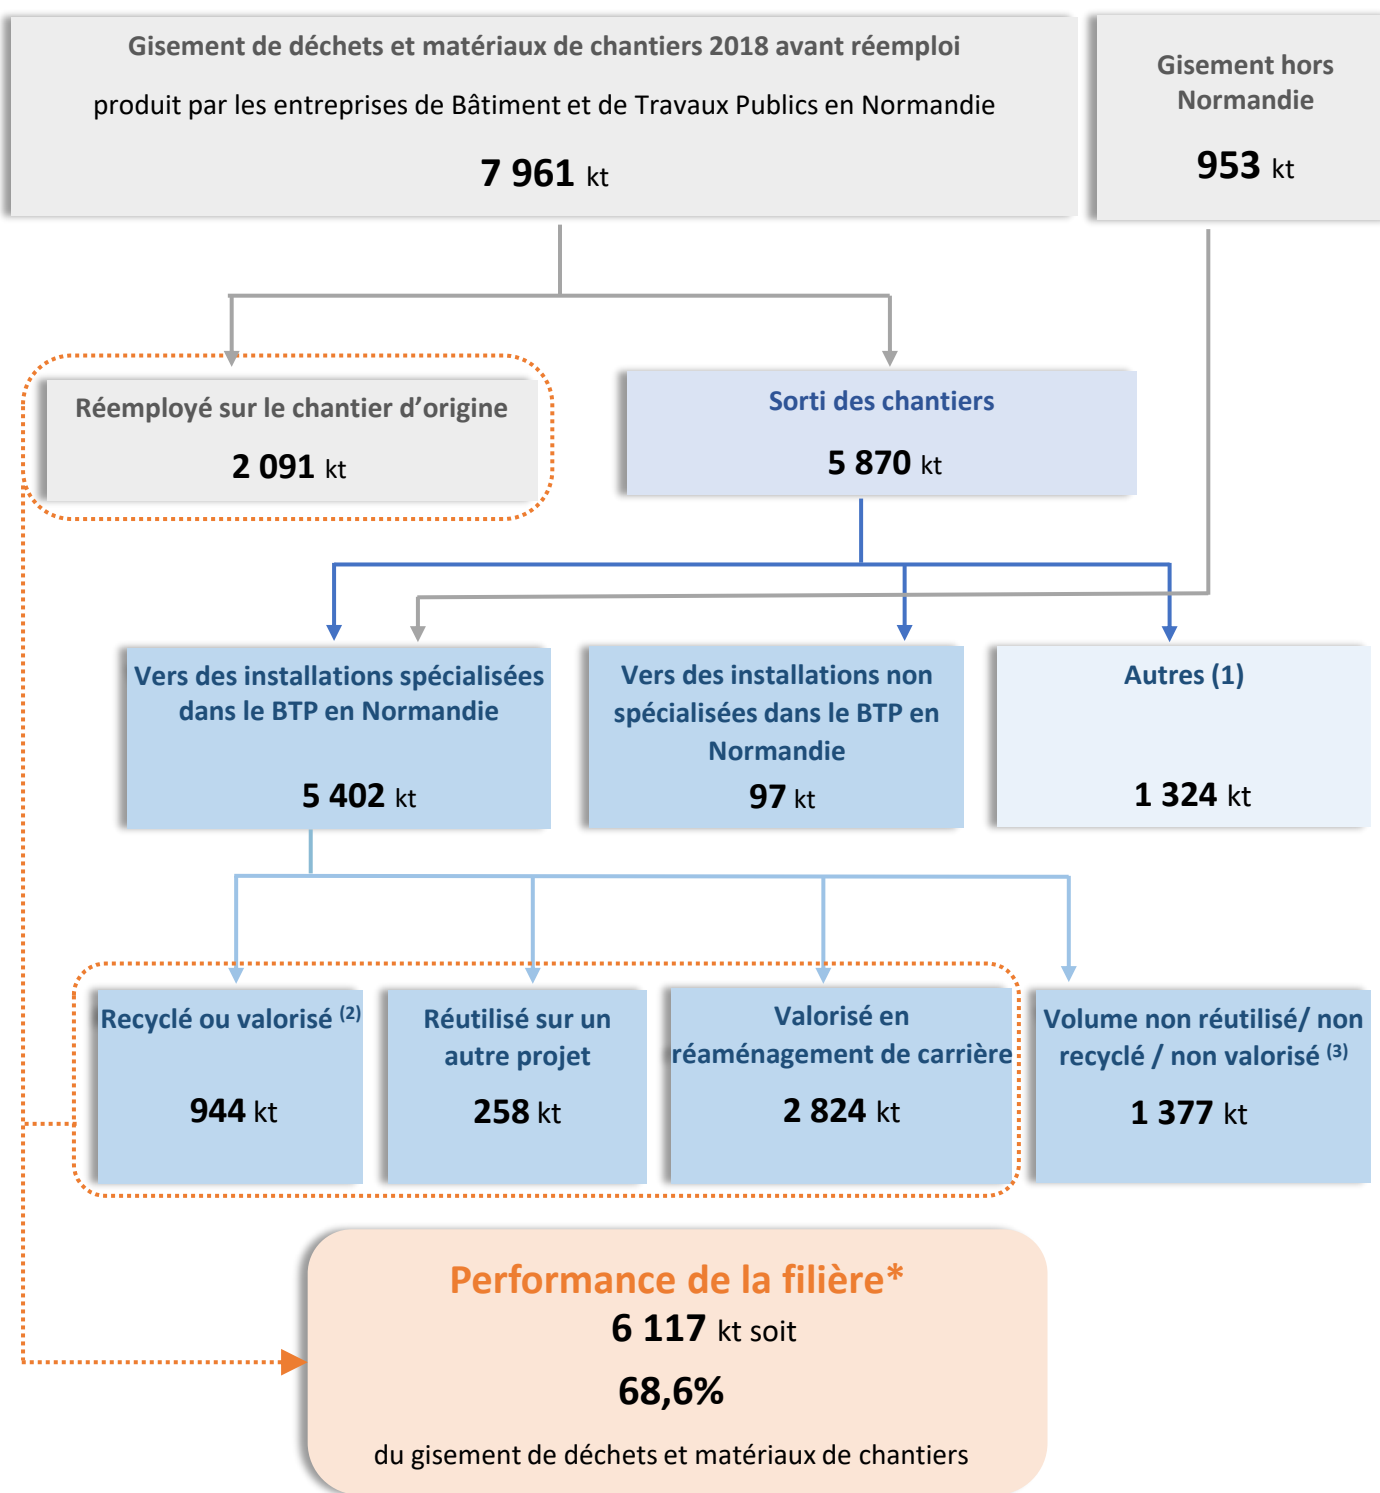 Gisement de déchets et matériaux de chantiers 2018 avant réemploi
produit par les entreprises de Bâtiment et de Travaux Publics en Normandie
7 961 kt
Gisement hors
Normandie
953 kt
Réemployé sur le chantier d’origine
2 091 kt
Sorti des chantiers
5 870 kt
Vers des installations spécialisées
dans le BTP en Normandie
5 402 kt
Vers des installations non
spécialisées dans le BTP en
Normandie
97 kt
Autres (1)
1 324 kt
Recyclé ou valorisé (2)
944 kt
Réutilisé sur un
autre projet
258 kt
Valorisé en
réaménagement de carrière
2 824 kt
Volume non réutilisé/ non
recyclé / non valorisé (3)
1 377 kt
Performance de la filière*
6 117 kt soit
68,6%
du gisement de déchets et matériaux de chantiers